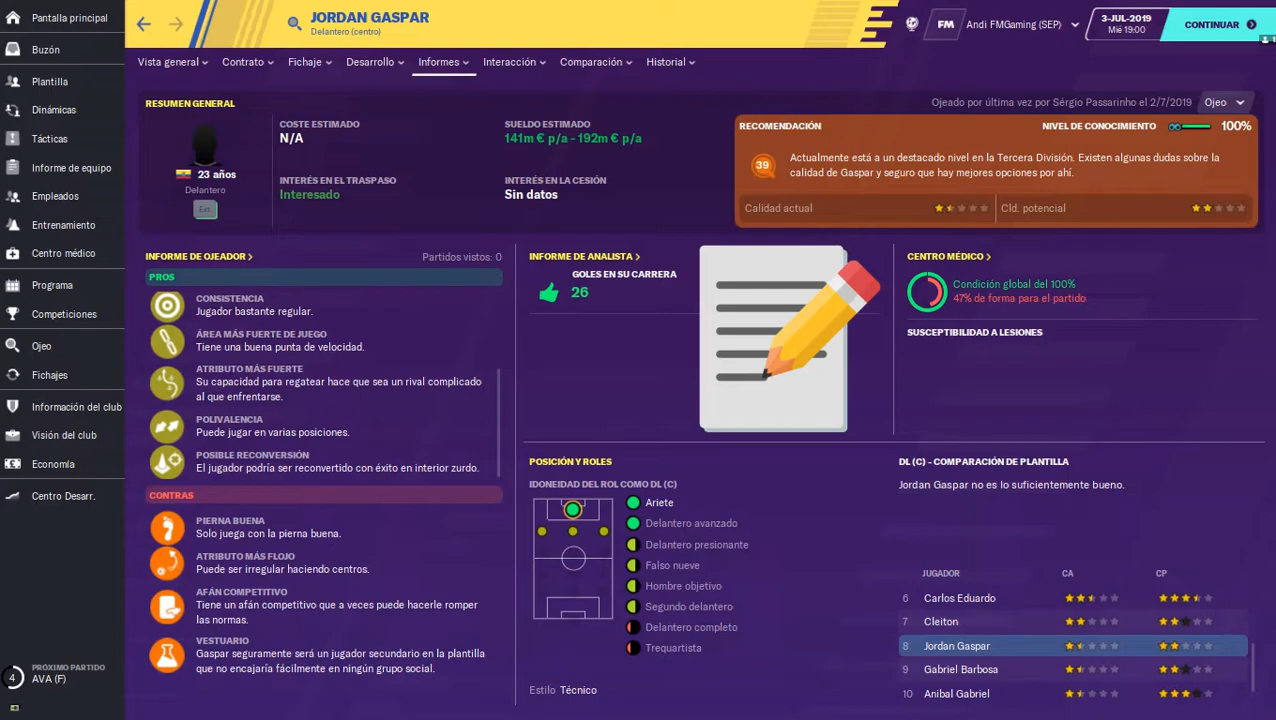 Pantalla principal
Buzón
Plantilla
Dinámicas
Tácticas
Informe de equipo
Empleados
Entrenamiento
Centro médico
Programa
Competiciones
Ojeo
Fichajes
Información del club
Visión del club
Economía
Centro Desarr.
4
PRÓXIMO PARTIDO
AVA (F)
JORDAN GASPAR
Delantero (centro)
FM
Andi FMGaming (SEP)
3-JUL-2019
Mié 19:00
CONTINUAR
1
Vista general
Contrato
Fichaje
Desarrollo
Informes
Interacción
Comparación
Historial
RESUMEN GENERAL
Ojeado por última vez por Sérgio Passarinho el 2/7/2019
Ojeo
23 años
Delantero
Ext
COSTE ESTIMADO
N/A
SUELDO ESTIMADO
141m € p/a - 192m € p/a
INTERÉS EN EL TRASPASO
Interesado
INTERÉS EN LA CESIÓN
Sin datos
RECOMENDACIÓN
NIVEL DE CONOCIMIENTO
100%
39
Actualmente está a un destacado nivel en la Tercera División. Existen algunas dudas sobre la
calidad de Gaspar y seguro que hay mejores opciones por ahí.
Calidad actual
Cld. potencial
INFORME DE OJEADOR
Partidos vistos: 0
PROS
CONSISTENCIA
Jugador bastante regular.
ÁREA MÁS FUERTE DE JUEGO
Tiene una buena punta de velocidad.
ATRIBUTO MÁS FUERTE
Su capacidad para regatear hace que sea un rival complicado
al que enfrentarse.
POLIVALENCIA
Puede jugar en varias posiciones.
POSIBLE RECONVERSIÓN
El jugador podría ser reconvertido con éxito en interior zurdo.
CONTRAS
PIERNA BUENA
Solo juega con la pierna buena.
ATRIBUTO MÁS FLOJO
Puede ser irregular haciendo centros.
AFÁN COMPETITIVO
Tiene un afán competitivo que a veces puede hacerle romper
las normas.
VESTUARIO
Gaspar seguramente será un jugador secundario en la plantilla
que no encajaría fácilmente en ningún grupo social.
INFORME DE ANALISTA
GOLES EN SU CARRERA
26
CENTRO MÉDICO
Condición global del 100%
47% de forma para el partido
SUSCEPTIBILIDAD A LESIONES
POSICIÓN Y ROLES
IDONEIDAD DEL ROL COMO DL (C)
Ariete
Delantero avanzado
Delantero presionante
Falso nueve
Hombre objetivo
Segundo delantero
Delantero completo
Trequartista
Estilo Técnico
DL (C) - COMPARACIÓN DE PLANTILLA
Jordan Gaspar no es lo suficientemente bueno.
JUGADOR
CA
CP
6 Carlos Eduardo
7 Cleiton
8 Jordan Gaspar
9 Gabriel Barbosa
10 Anibal Gabriel